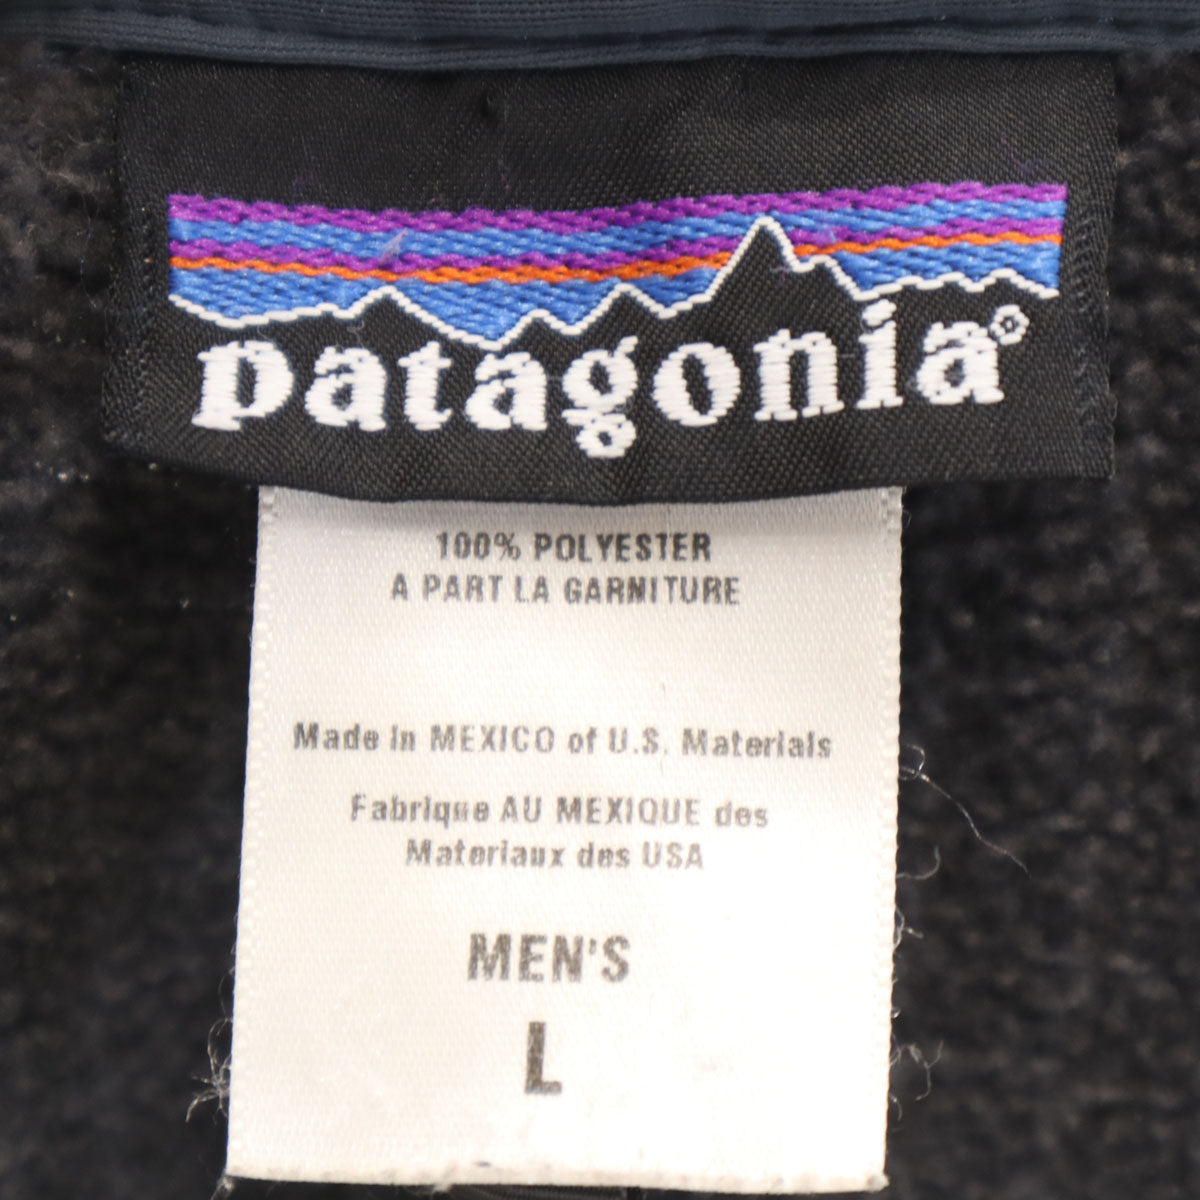 patagonia®
100% POLYESTER
A PART LA GARNITURE
Made in MEXICO of U.S. Materials
Fabrique AU MEXIQUE des
Materiaux des USA
MEN'S
L